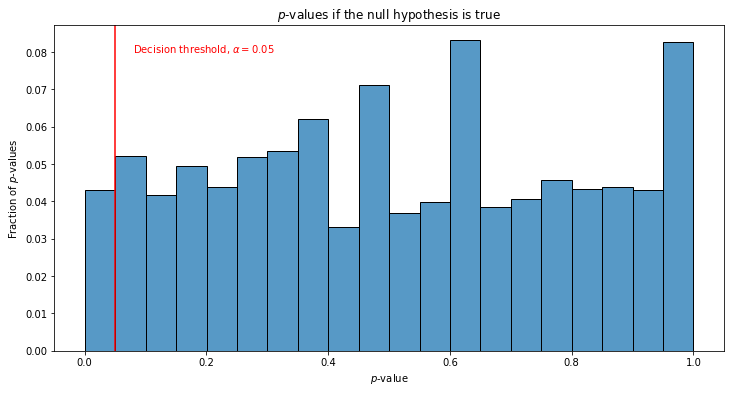 p-values if the null hypothesis is true
Decision threshold, α = 0.05
Fraction of p-values
0.08
0.07
0.06
0.05
0.04
0.03
0.02
0.01
0.00
0.0 0.2 0.4 0.6 0.8 1.0
p-value